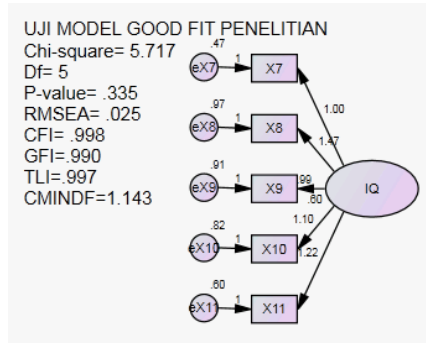 UJI MODEL GOOD FIT PENELITIAN
Chi-square= 5.717
Df= 5
P-value= .335
RMSEA= .025
CFI= .998
GFI=.990
TLI=.997
CMINDF=1.143
.47
eX7 1 X7
1.00
.97
eX8 1 X8
1.47
.91
eX9 1 X9 .99 IQ
.60
.82
eX10 1 X10
1.10
1.22
.60
eX11 1 X11